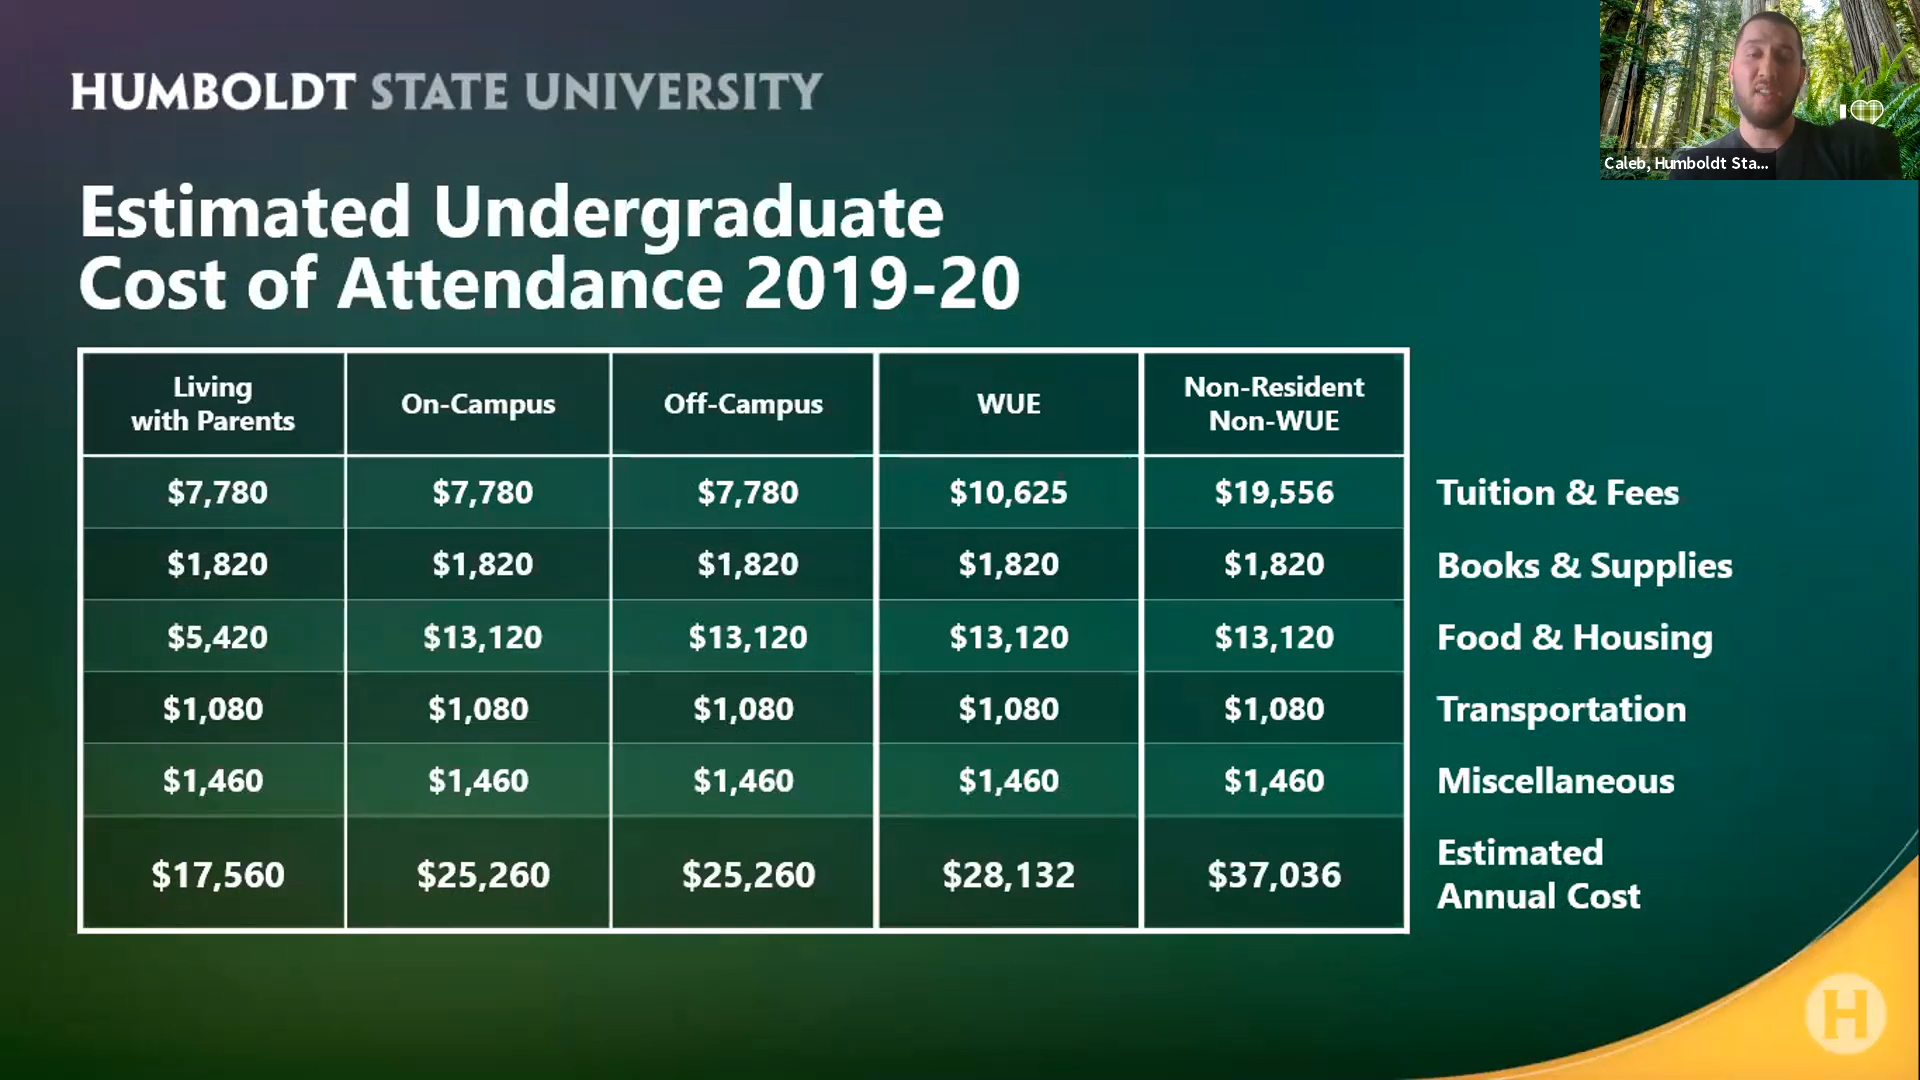 HUMBOLDT STATE UNIVERSITY
Caleb, Humboldt Sta...
Estimated Undergraduate
Cost of Attendance 2019-20
Living
with Parents
On-Campus
Off-Campus
WUE
Non-Resident
Non-WUE
$7,780 $7,780 $7,780 $10,625 $19,556 Tuition & Fees
$1,820 $1,820 $1,820 $1,820 $1,820 Books & Supplies
$5,420 $13,120 $13,120 $13,120 $13,120 Food & Housing
$1,080 $1,080 $1,080 $1,080 $1,080 Transportation
$1,460 $1,460 $1,460 $1,460 $1,460 Miscellaneous
$17,560 $25,260 $25,260 $28,132 $37,036 Estimated
Annual Cost
I
H